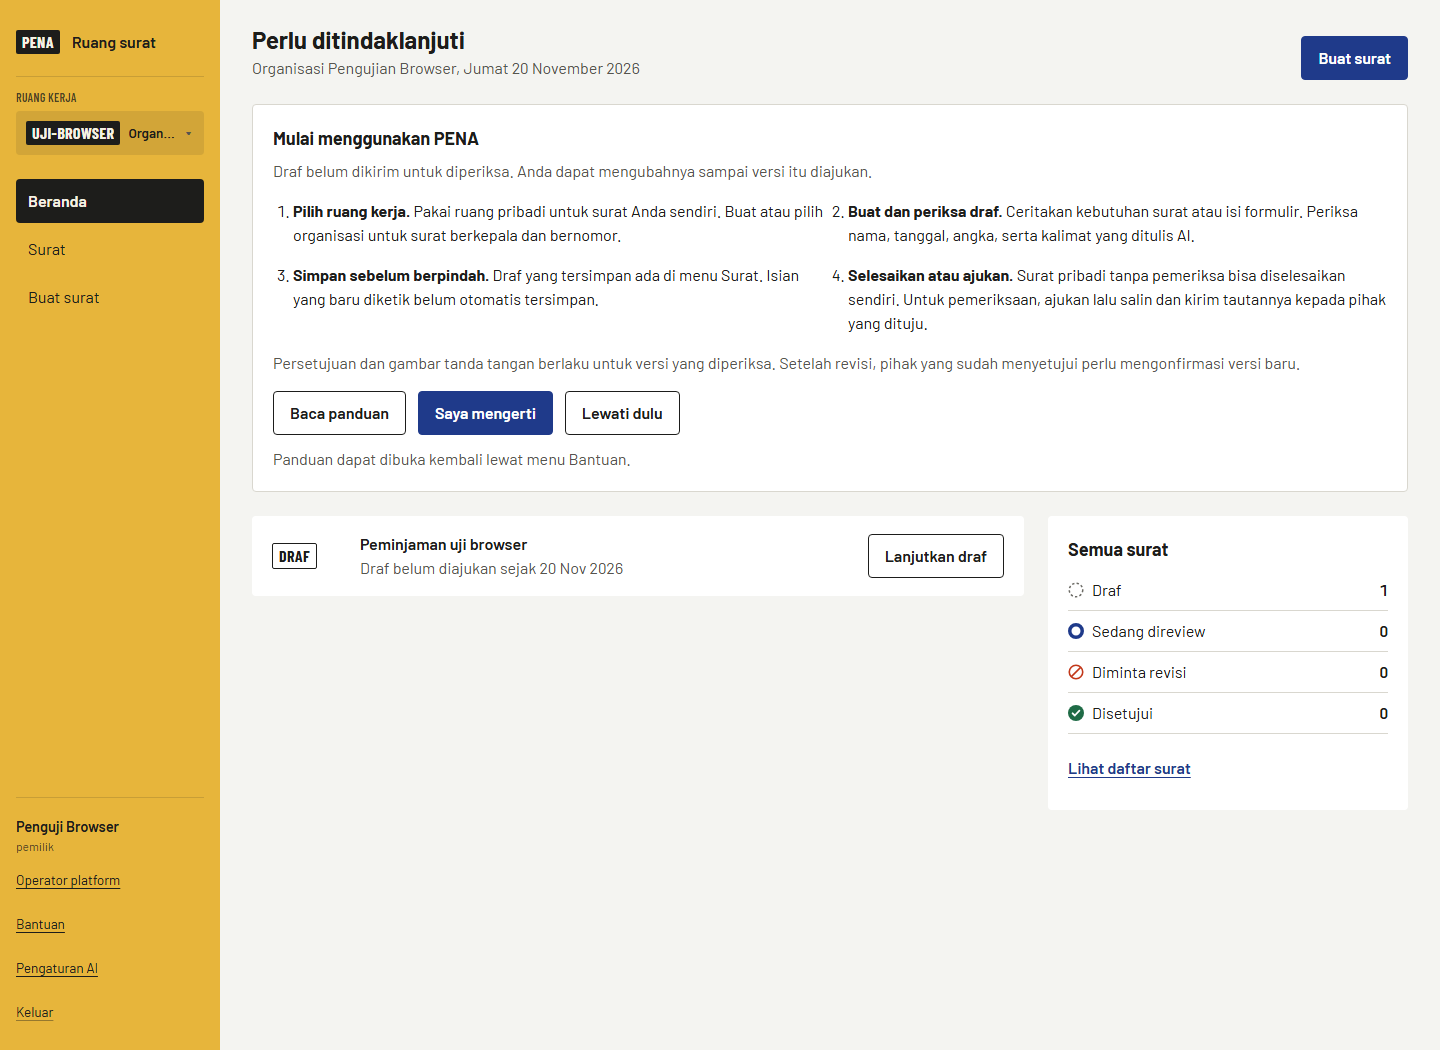 PENA Ruang surat
RUANG KERJA
UJI-BROWSER Organ...
Beranda
Surat
Buat surat
Penguji Browser
pemilik
Operator platform
Bantuan
Pengaturan AI
Keluar
Perlu ditindaklanjuti
Organisasi Pengujian Browser, Jumat 20 November 2026
Buat surat
Mulai menggunakan PENA
Draf belum dikirim untuk diperiksa. Anda dapat mengubahnya sampai versi itu diajukan.
1. Pilih ruang kerja. Pakai ruang pribadi untuk surat Anda sendiri. Buat atau pilih
organisasi untuk surat berkepala dan bernomor.
2. Buat dan periksa draf. Ceritakan kebutuhan surat atau isi formulir. Periksa
nama, tanggal, angka, serta kalimat yang ditulis AI.
3. Simpan sebelum berpindah. Draf yang tersimpan ada di menu Surat. Isian
yang baru diketik belum otomatis tersimpan.
4. Selesaikan atau ajukan. Surat pribadi tanpa pemeriksa bisa diselesaikan
sendiri. Untuk pemeriksaan, ajukan lalu salin dan kirim tautannya kepada pihak
yang dituju.
Persetujuan dan gambar tanda tangan berlaku untuk versi yang diperiksa. Setelah revisi, pihak yang sudah menyetujui perlu mengonfirmasi versi baru.
Baca panduan
Saya mengerti
Lewati dulu
Panduan dapat dibuka kembali lewat menu Bantuan.
DRAF
Peminjaman uji browser
Draf belum diajukan sejak 20 Nov 2026
Lanjutkan draf
Semua surat
Draf 1
Sedang direview 0
Diminta revisi 0
Disetujui 0
Lihat daftar surat